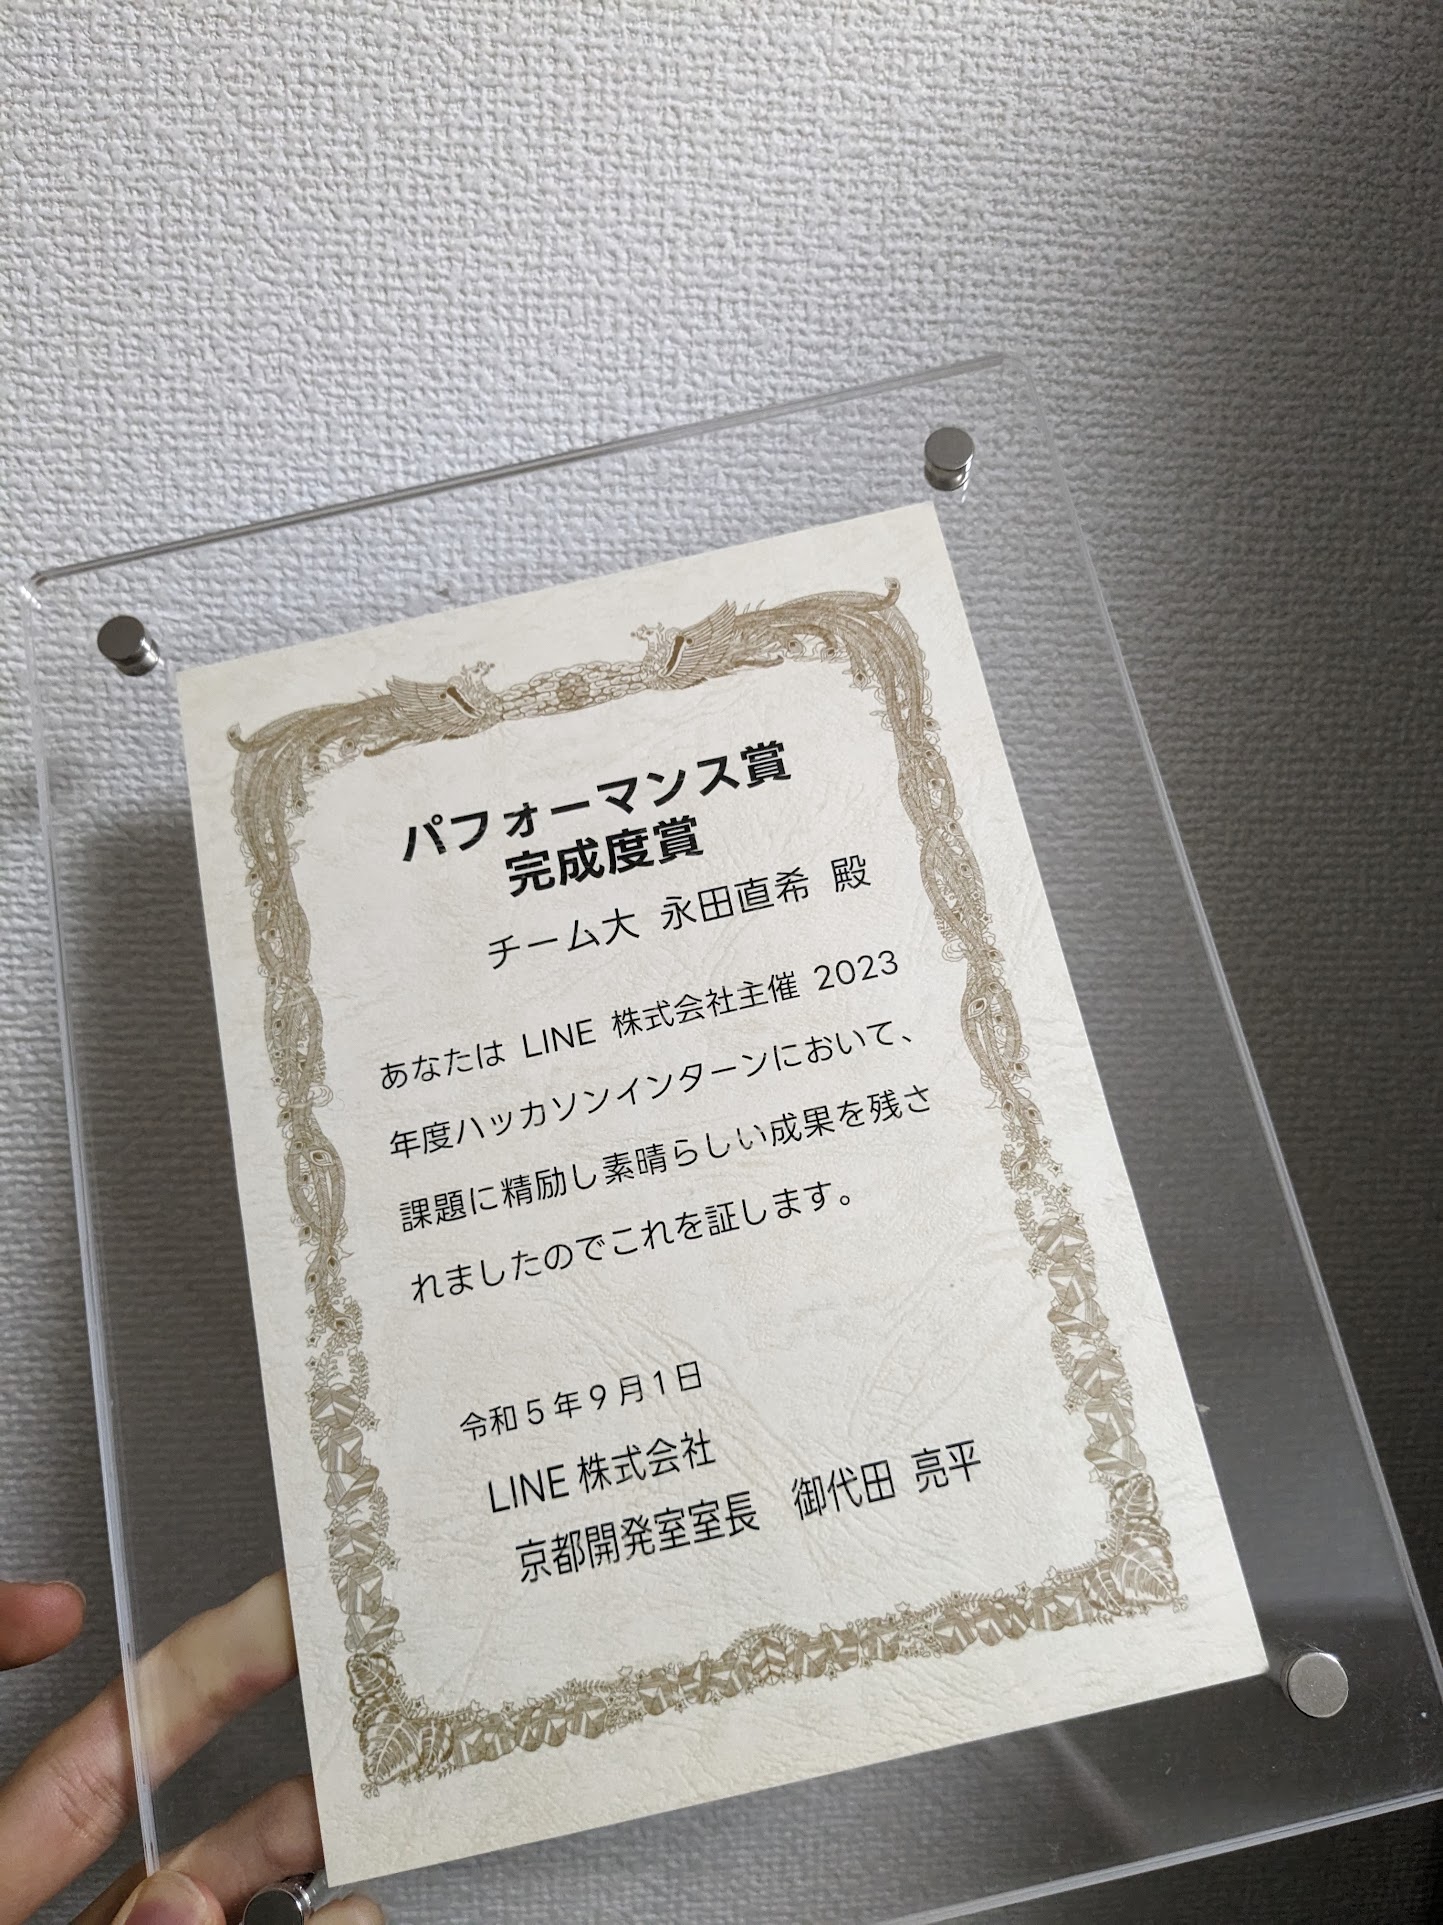 パフォーマンス賞
完成度賞
チーム大 永田直希 殿
あなたは LINE 株式会社主催 2023
年度ハッカソンインターンにおいて、
課題に精励し素晴らしい成果を残さ
れましたのでこれを証します。
令和5年9月1日
LINE 株式会社
京都開発室室長 御代田 亮平